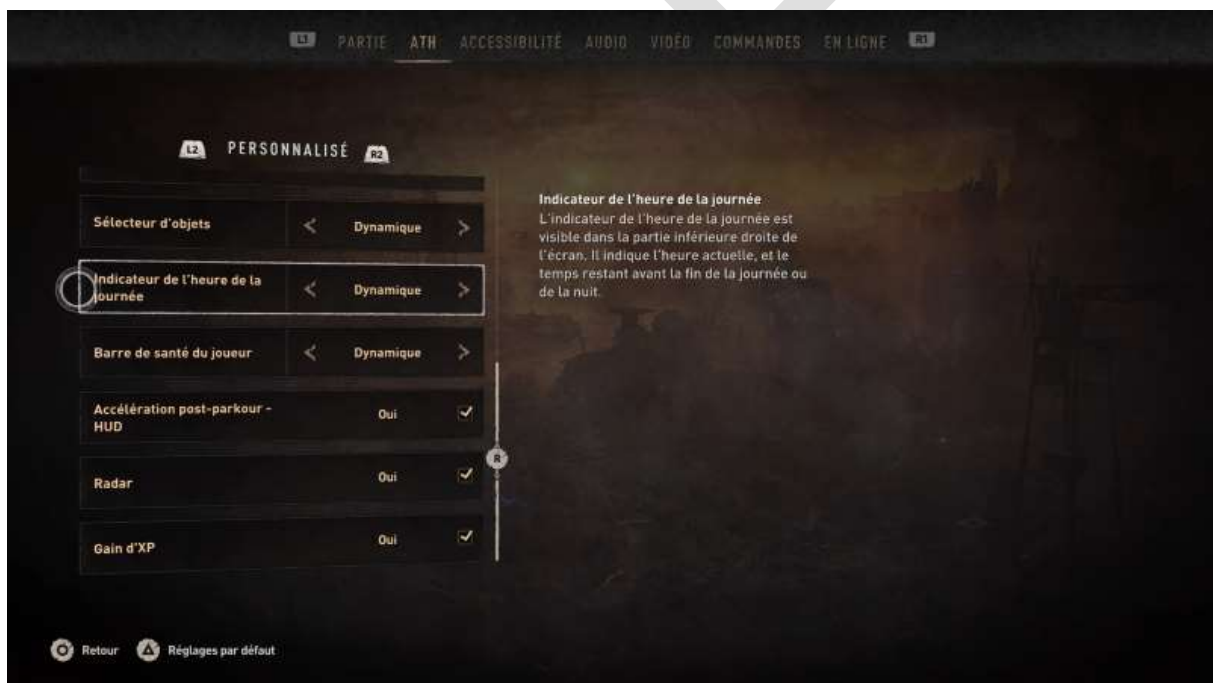 L1 PARTIE ATH ACCESSIBILITÉ AUDIO VIDÉO COMMANDES EN LIGNE R1
L2 PERSONNALISÉ R2
Sélecteur d'objets < Dynamique >
Indicateur de l'heure de la
journée < Dynamique >
Barre de santé du joueur < Dynamique >
Accélération post-parkour -
HUD Oui
Radar Oui
Gain d'XP Oui
R
Indicateur de l'heure de la journée
L'indicateur de l'heure de la journée est
visible dans la partie inférieure droite de
l'écran. Il indique l'heure actuelle, et le
temps restant avant la fin de la journée ou
de la nuit.
Retour Réglages par défaut